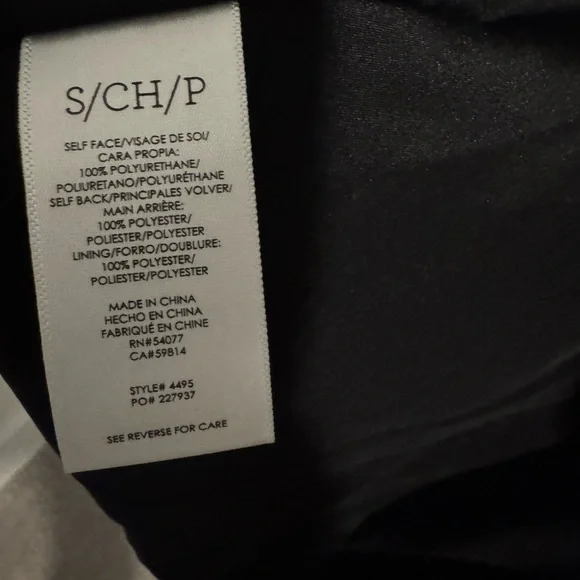 S/CH/P
SELF FACE/VISAGE DE SOI/
CARA PROPIA:
100% POLYURETHANE/
POLIURETANO/POLYURÉTHANE
SELF BACK/PRINCIPALES VOLVER/
MAIN ARRIÈRE:
100% POLYESTER/
POLIESTER/POLYESTER
LINING/FORRO/DOUBLURE:
100% POLYESTER/
POLIESTER/POLYESTER
MADE IN CHINA
HECHO EN CHINA
FABRIQUÉ EN CHINE
RN#54077
CA#59814
STYLE# 4495
PO# 227937
SEE REVERSE FOR CARE